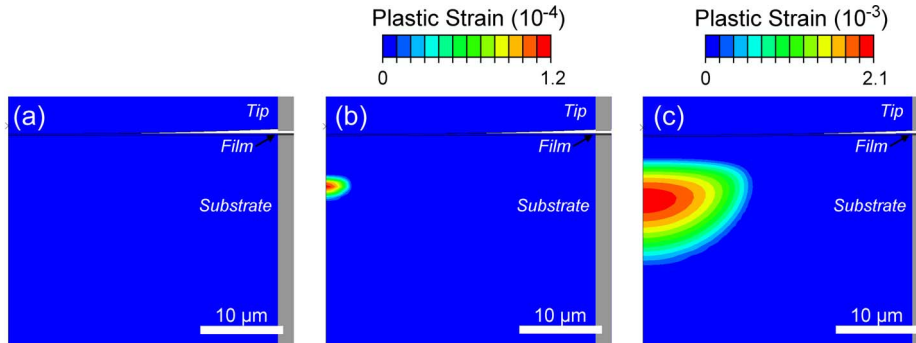 Plastic Strain (10⁻⁴)
0 1.2
Plastic Strain (10⁻³)
0 2.1
(a)
Tip
Film
Substrate
10 µm
(b)
Tip
Film
Substrate
10 µm
(c)
Tip
Film
Substrate
10 µm